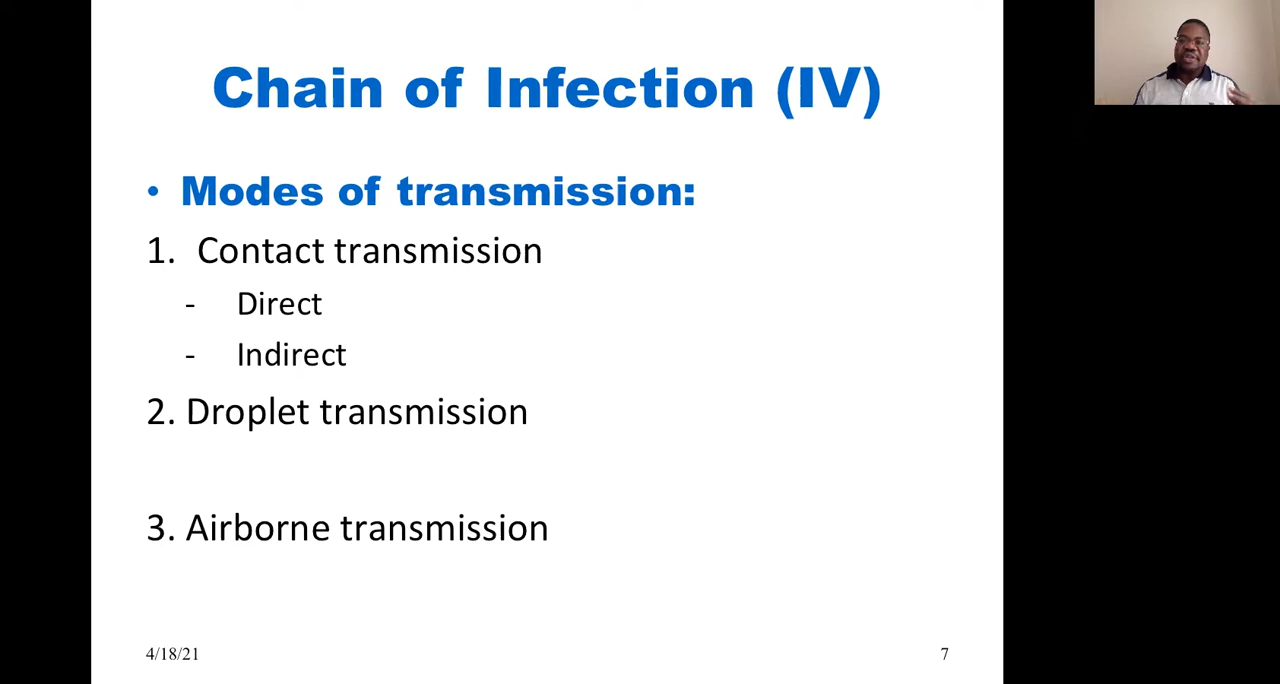 Chain of Infection (IV)
• Modes of transmission:
1. Contact transmission
- Direct
- Indirect
2. Droplet transmission
3. Airborne transmission
4/18/21
7